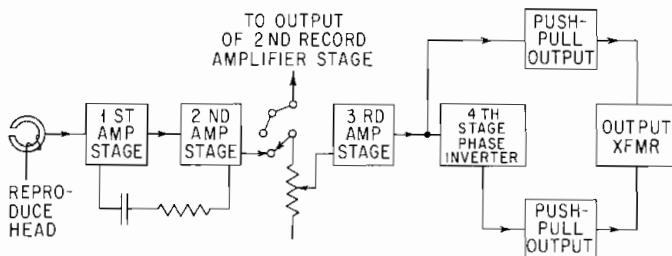 TO OUTPUT
OF 2ND RECORD
AMPLIFIER STAGE
REPRO-
DUCE
HEAD
1 ST
AMP
STAGE
2 ND
AMP
STAGE
3 RD
AMP
STAGE
4 TH
STAGE
PHASE
INVERTER
PUSH-
PULL
OUTPUT
OUTPUT
XFMR
PUSH-
PULL
OUTPUT